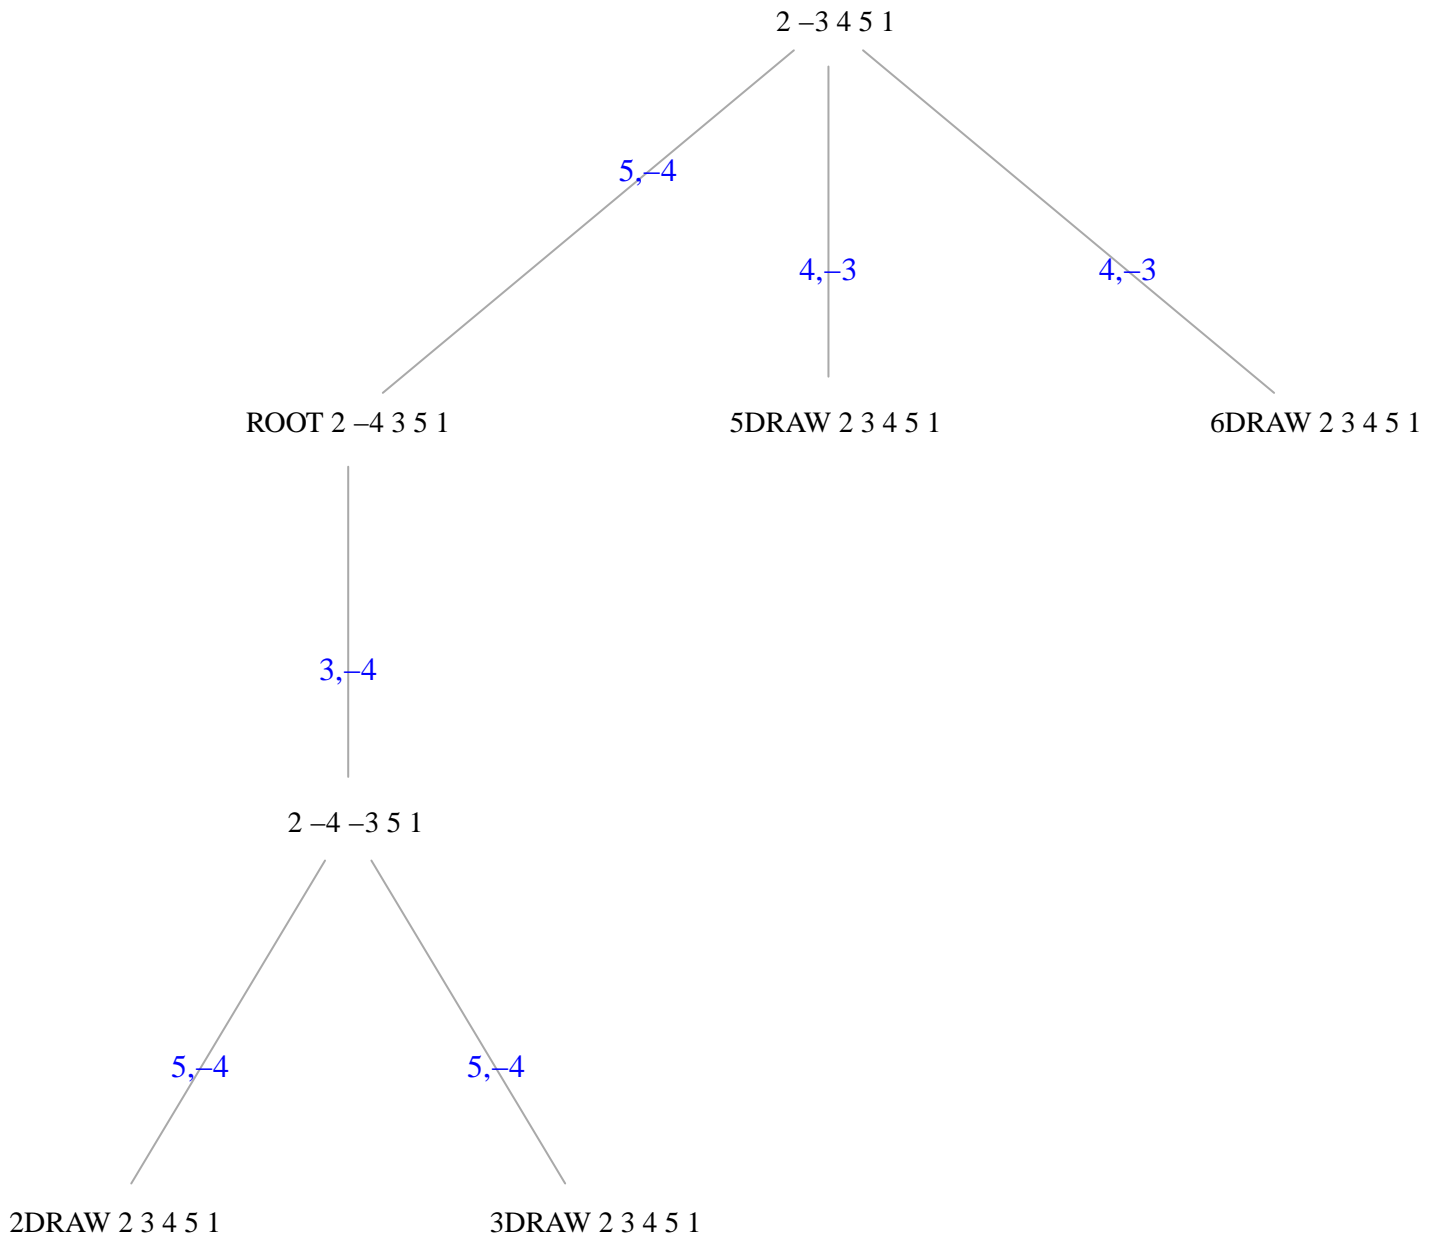 2 –3 4 5 1
5,–4
4,–3
4,–3
ROOT 2 –4 3 5 1
5DRAW 2 3 4 5 1
6DRAW 2 3 4 5 1
3,–4
2 –4 –3 5 1
5,–4
5,–4
2DRAW 2 3 4 5 1
3DRAW 2 3 4 5 1